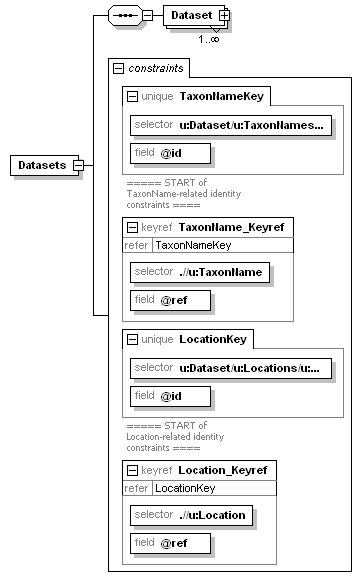 Dataset
1..∞
constraints
unique TaxonNameKey
selector u:Dataset/u:TaxonNames...
field @id
===== START of
TaxonName-related identity
constraints ====
Datasets
keyref TaxonName_Keyref
refer TaxonNameKey
selector .//u:TaxonName
field @ref
unique LocationKey
selector u:Dataset/u:Locations/u:...
field @id
===== START of
Location-related identity
constraints ====
keyref Location_Keyref
refer LocationKey
selector .//u:Location
field @ref